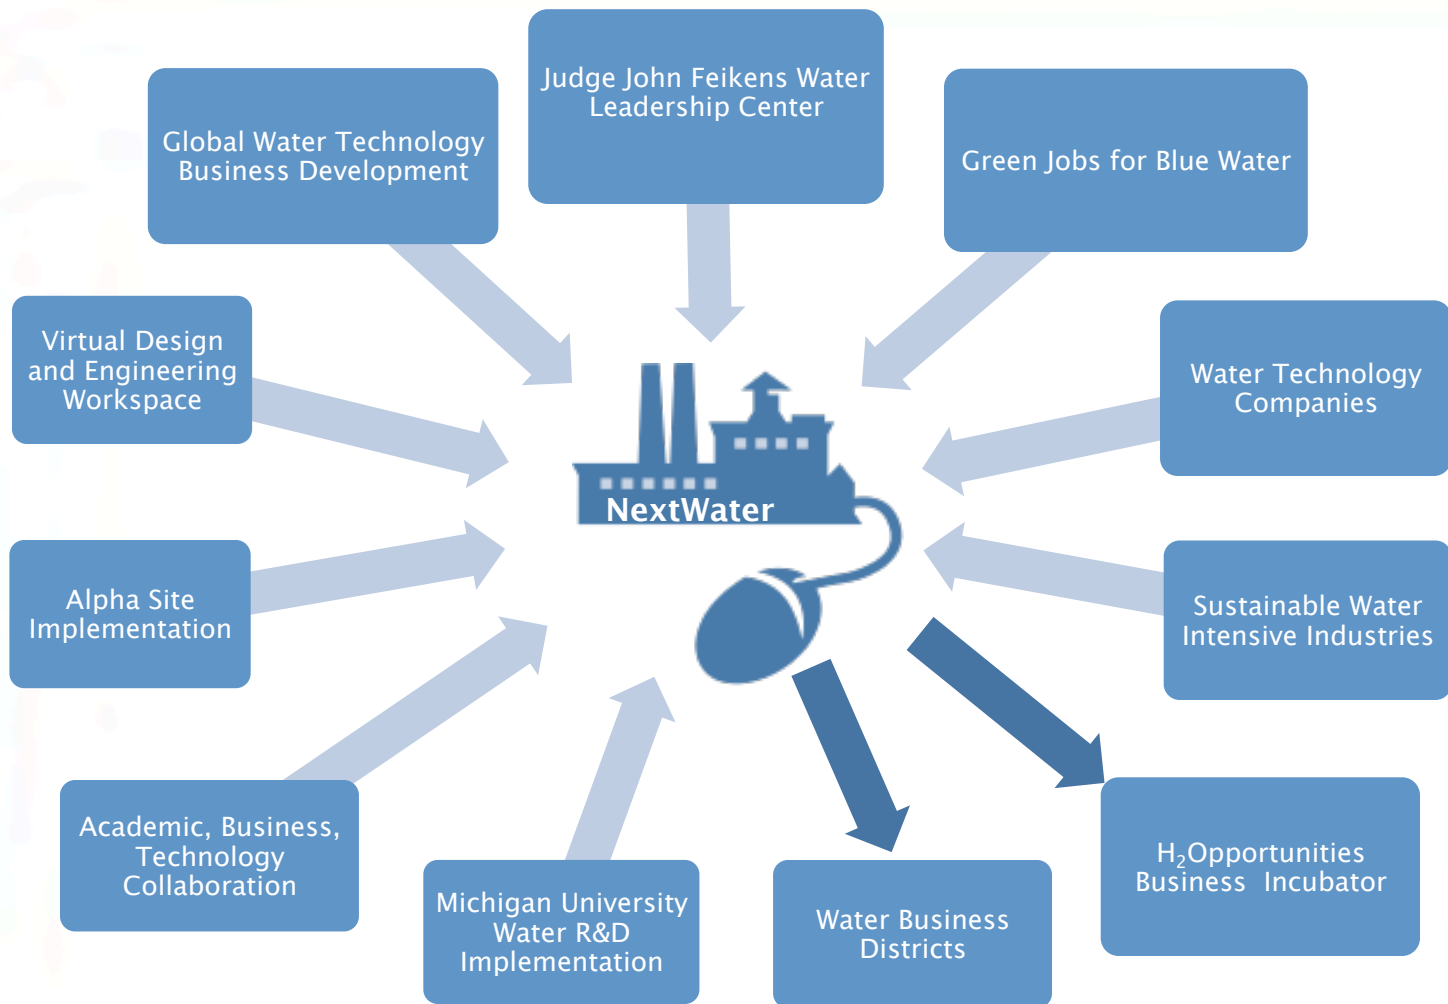 Judge John Feikens Water
Leadership Center
Global Water Technology
Business Development
Green Jobs for Blue Water
Virtual Design
and Engineering
Workspace
Water Technology
Companies
NextWater
Alpha Site
Implementation
Sustainable Water
Intensive Industries
Academic, Business,
Technology
Collaboration
Michigan University
Water R&D
Implementation
Water Business
Districts
H₂Opportunities
Business Incubator